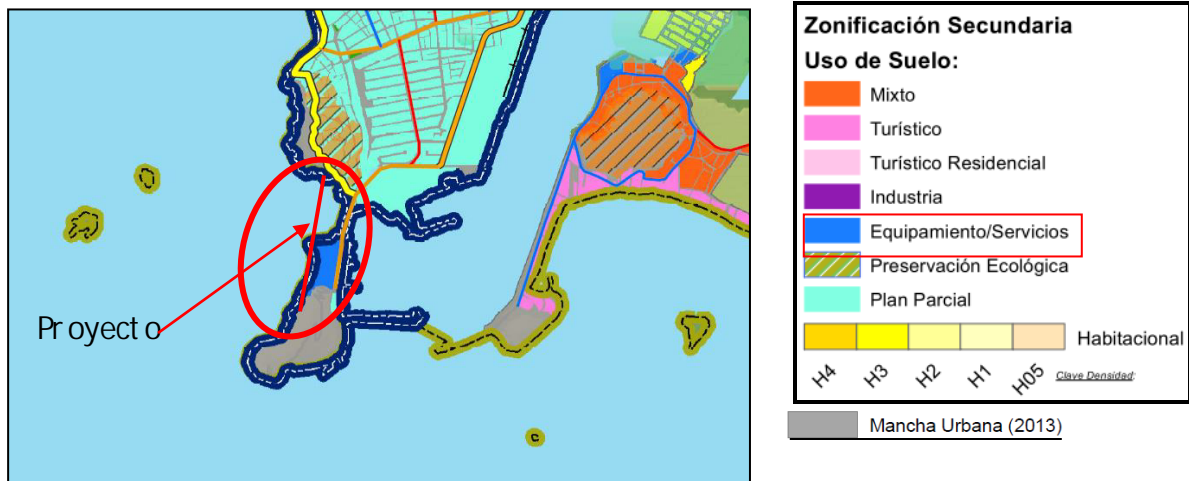 Proyecto
c
Zonificación Secundaria
Uso de Suelo:
Mixto
Turístico
Turístico Residencial
Industria
Equipamiento/Servicios
Preservación Ecológica
Plan Parcial
Habitacional
H4 H3 H2 H1 H05 Clave Densidad:
Mancha Urbana (2013)